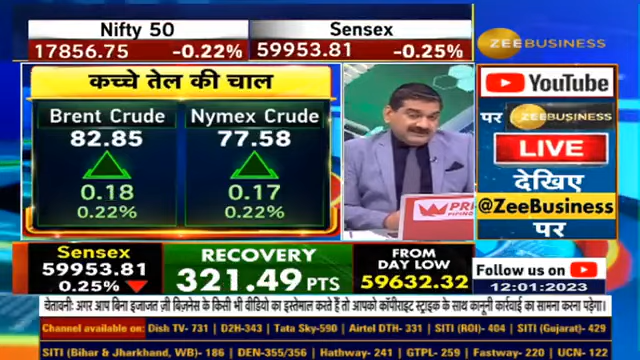 Nifty 50
17856.75 -0.22%
Sensex
59953.81 -0.25%
ZEE BUSINESS
कच्चे तेल की चाल
Brent Crude
82.85
0.18
0.22%
Nymex Crude
77.58
0.17
0.22%
YouTube
पर ZEE BUSINESS
LIVE
देखिए
@ZeeBusiness
पर
Sensex
59953.81
0.25%
RECOVERY
321.49 PTS
FROM
DAY LOW
59632.32
Follow us on
12:01:2023
चेतावनी: अगर आप बिना इजाजत ज़ी बिज़नेस के किसी भी वीडियो का इस्तेमाल करते हैं तो आपको कॉपीराइट स्ट्राइक के साथ कानूनी कार्रवाई का सामना करना पड़ेगा.
Channel available on: Dish TV- 731 | D2H-343 | Tata Sky-590 | Airtel DTH- 331 | SITI (ROI) - 404 | SITI (Gujarat) - 429
SITI (Bihar & Jharkhand, WB) - 186 | DEN-355/356 | Hathway- 241 | GTPL- 259 | Fastway- 220 | UCN- 112